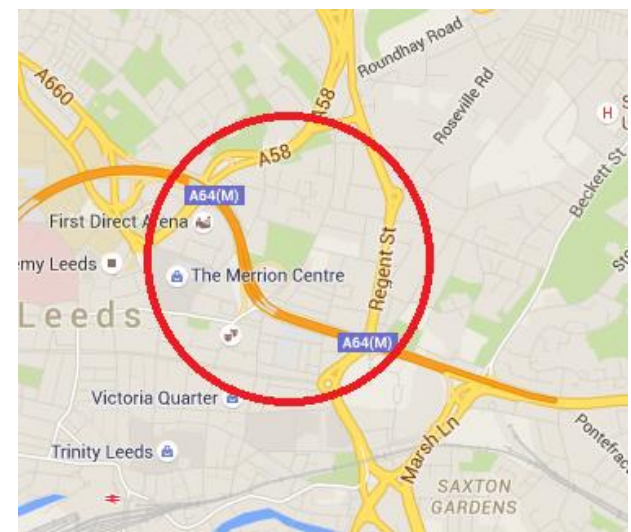 Roundhay Road
A660
A58
Roseville Rd
H
S
A58
Beckett St
A64(M)
First Direct Arena
emy Leeds
The Merrion Centre
Regent St
Sto
Leeds
A64(M)
Victoria Quarter
Pontefrac
Trinity Leeds
Marsh Ln
SAXTON
GARDENS